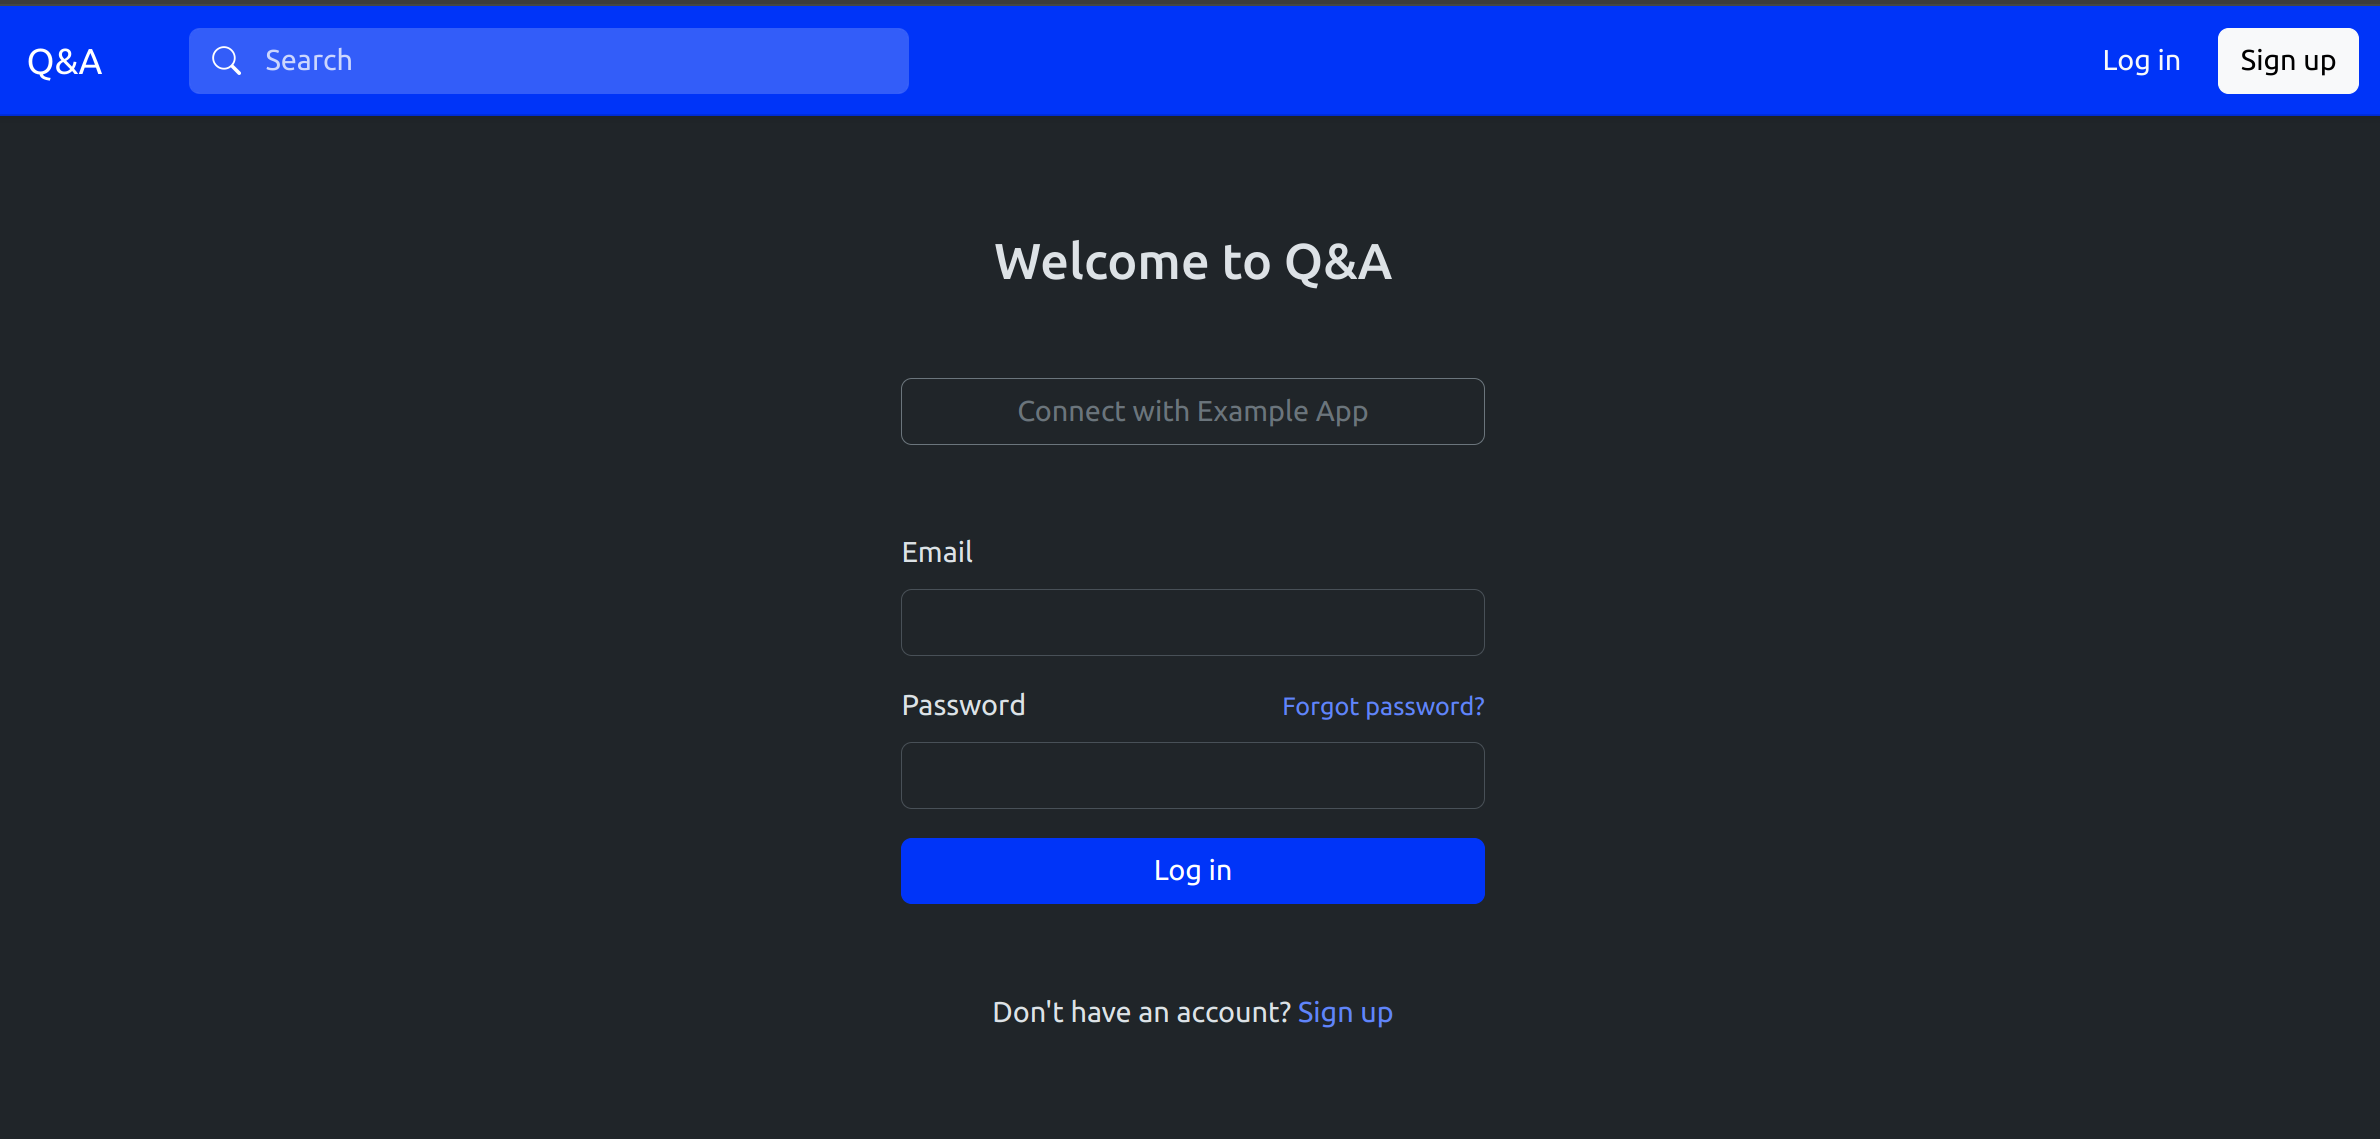 Q&A
Search
Log in
Sign up
Welcome to Q&A
Connect with Example App
Email
Password
Forgot password?
Log in
Don't have an account? Sign up